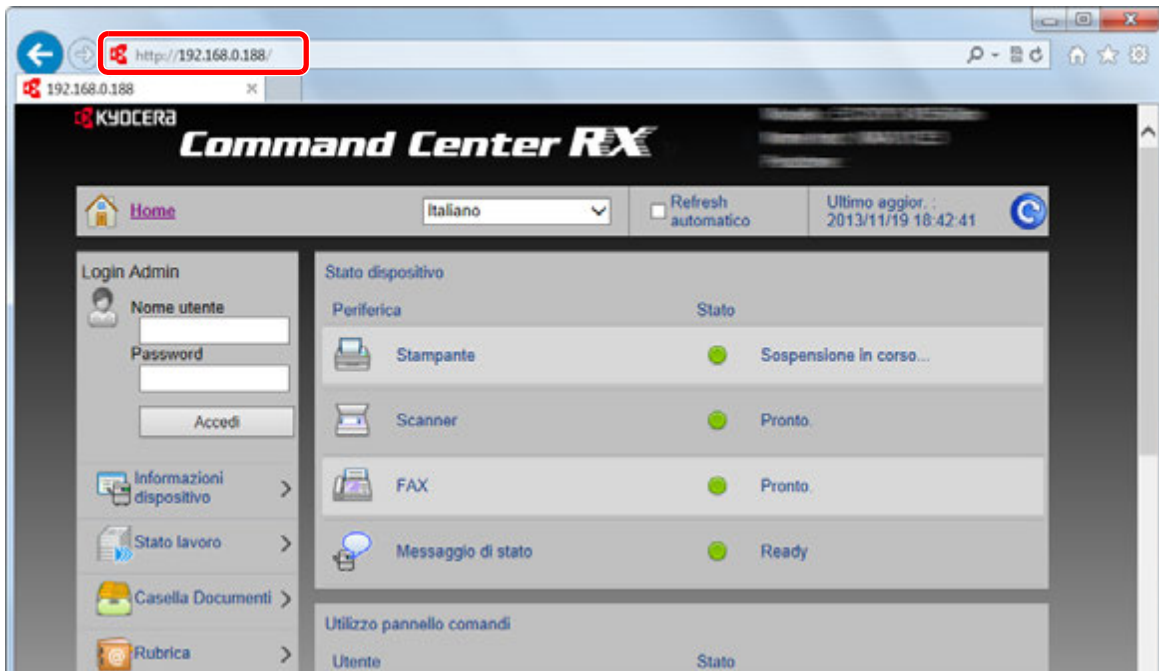 http://192.168.0.188/
192.168.0.188
KYOCERA
Command Center RX
Home
Italiano
Refresh
automatico
Ultimo aggior. :
2013/11/19 18:42:41
Login Admin
Nome utente
Password
Accedi
Informazioni
dispositivo
Stato lavoro
Casella Documenti
Rubrica
Stato dispositivo
Periferica Stato
Stampante Sospensione in corso...
Scanner Pronto.
FAX Pronto.
Messaggio di stato Ready
Utilizzo pannello comandi
Utente Stato